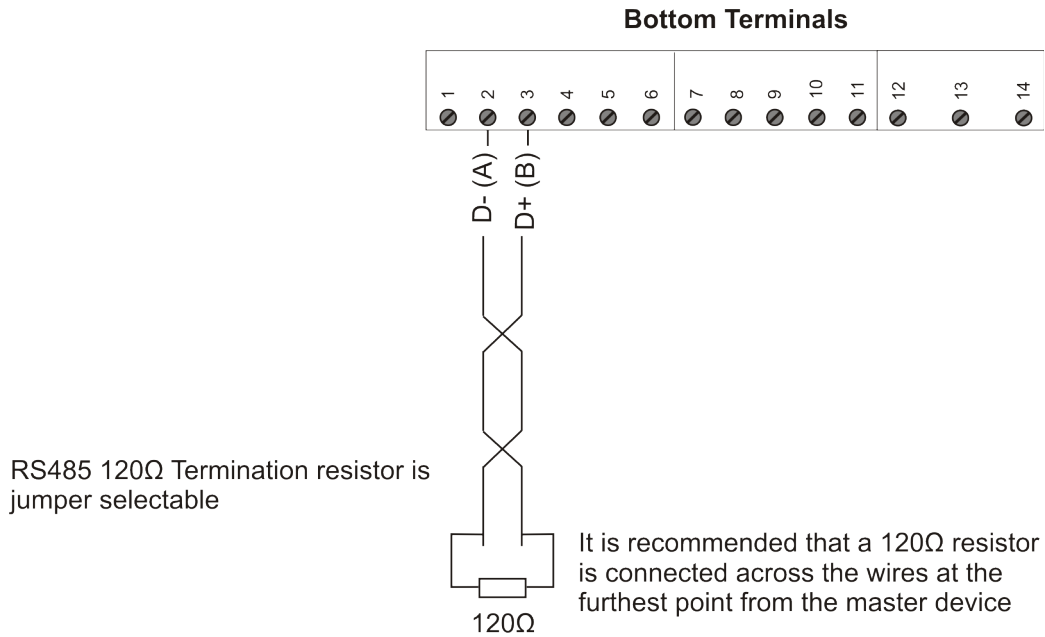 Bottom Terminals
1 2 3 4 5 6 7 8 9 10 11 12 13 14
D- (A)
D+ (B)
RS485 120Ω Termination resistor is
jumper selectable
It is recommended that a 120Ω resistor
is connected across the wires at the
furthest point from the master device
120Ω